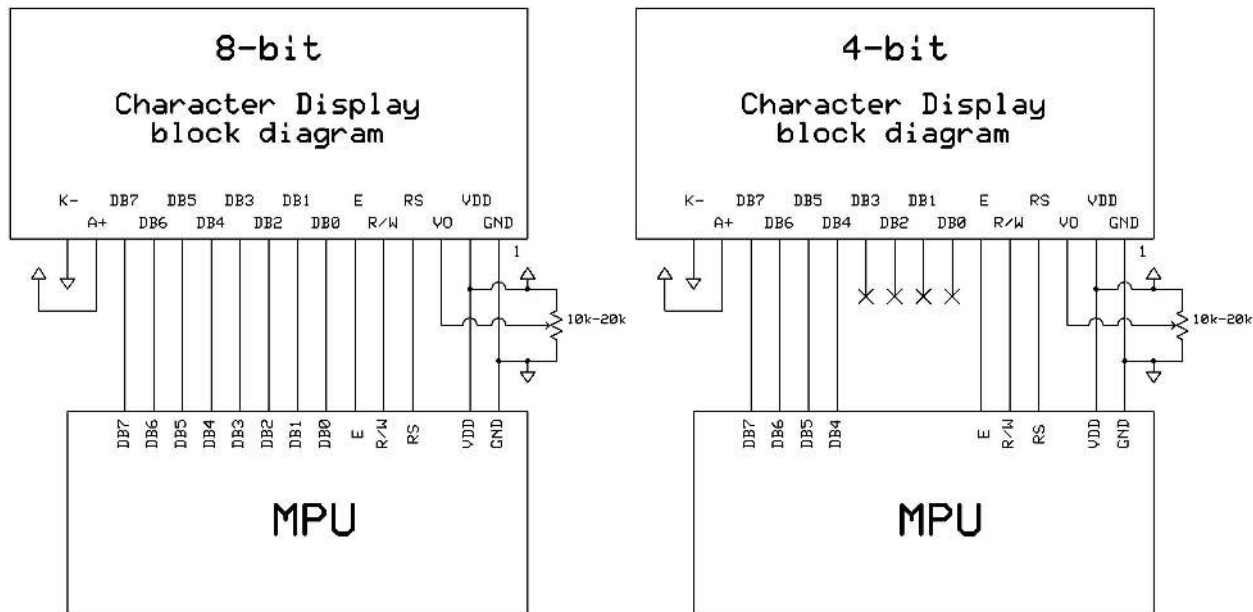 8-bit
Character Display
block diagram
K- DB7 DB5 DB3 DB1 E RS VDD
A+ DB6 DB4 DB2 DB0 R/W VO GND
1
10k-20k
DB7 DB6 DB5 DB4 DB3 DB2 DB1 DB0 E R/W RS VDD GND
MPU
4-bit
Character Display
block diagram
K- DB7 DB5 DB3 DB1 E RS VDD
A+ DB6 DB4 DB2 DB0 R/W VO GND
1
10k-20k
DB7 DB6 DB5 DB4 E R/W RS VDD GND
MPU